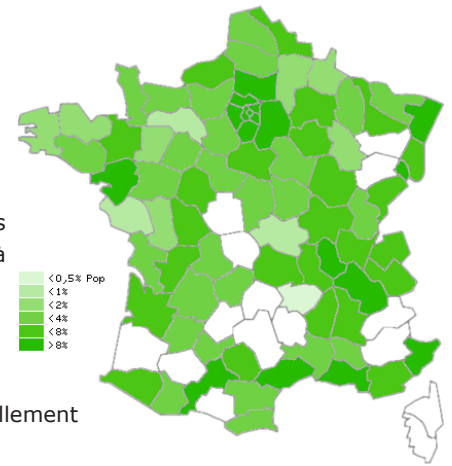 s
à
<0,5% Pop
<1%
<2%
<4%
<8%
>8%
llement